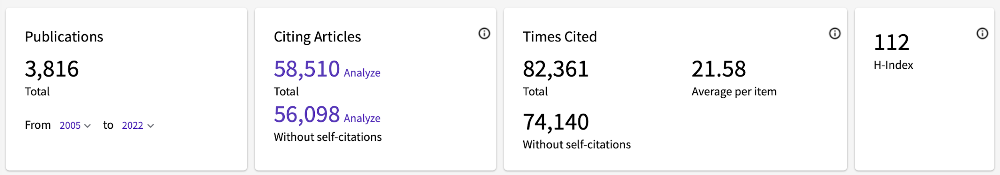 Publications
3,816
Total
From 2005 to 2022
Citing Articles
58,510 Analyze
Total
56,098 Analyze
Without self-citations
Times Cited
82,361
Total
21.58
Average per item
74,140
Without self-citations
112
H-Index